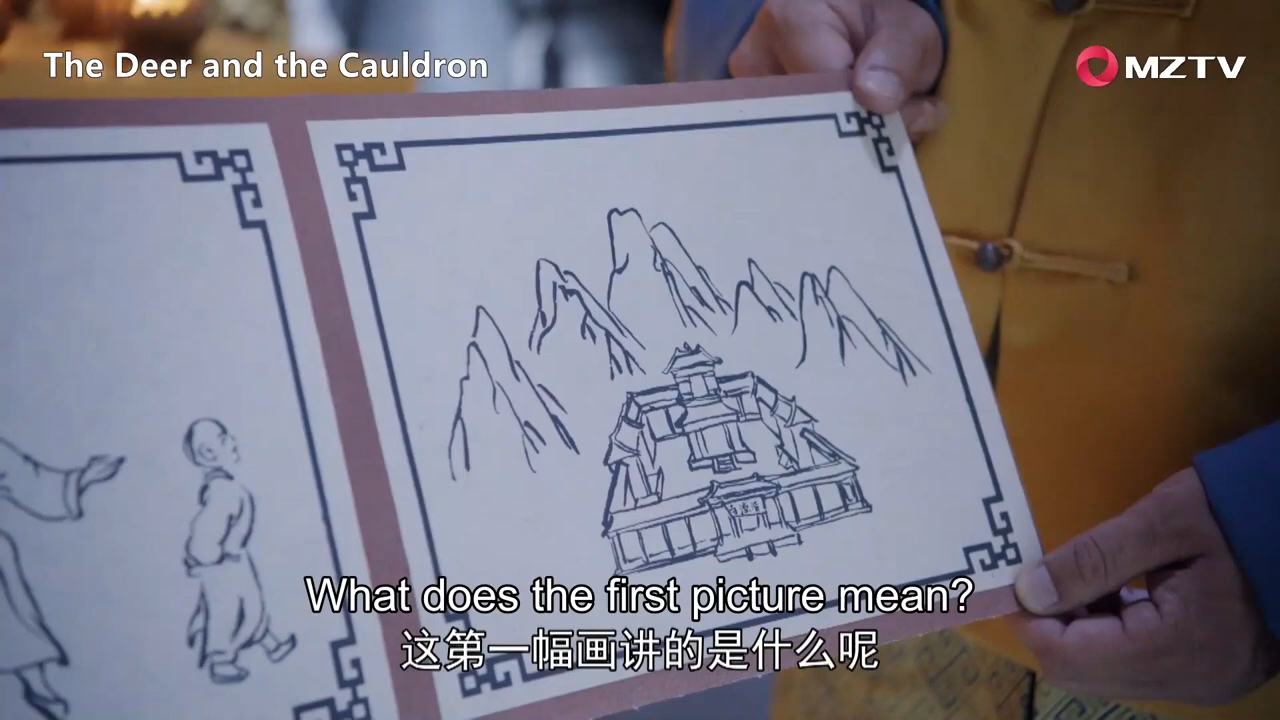 The Deer and the Cauldron
MZTV
What does the first picture mean?
这第一幅画讲的是什么呢